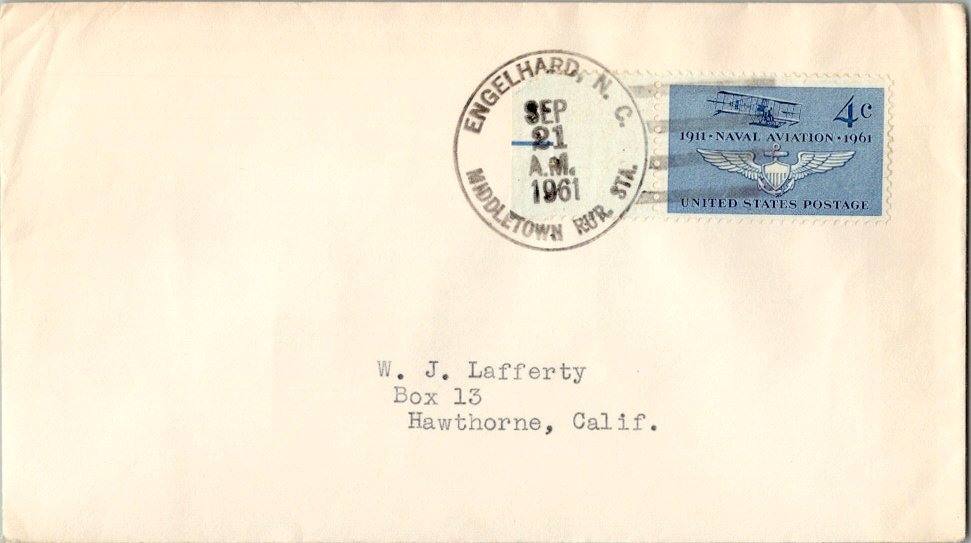 ENGELHARD, N. C.
SEP
21
A.M.
1961
MIDDLETOWN RUR. STA.
4c
1911·NAVAL AVIATION·1961
UNITED STATES POSTAGE
W. J. Lafferty
Box 13
Hawthorne, Calif.